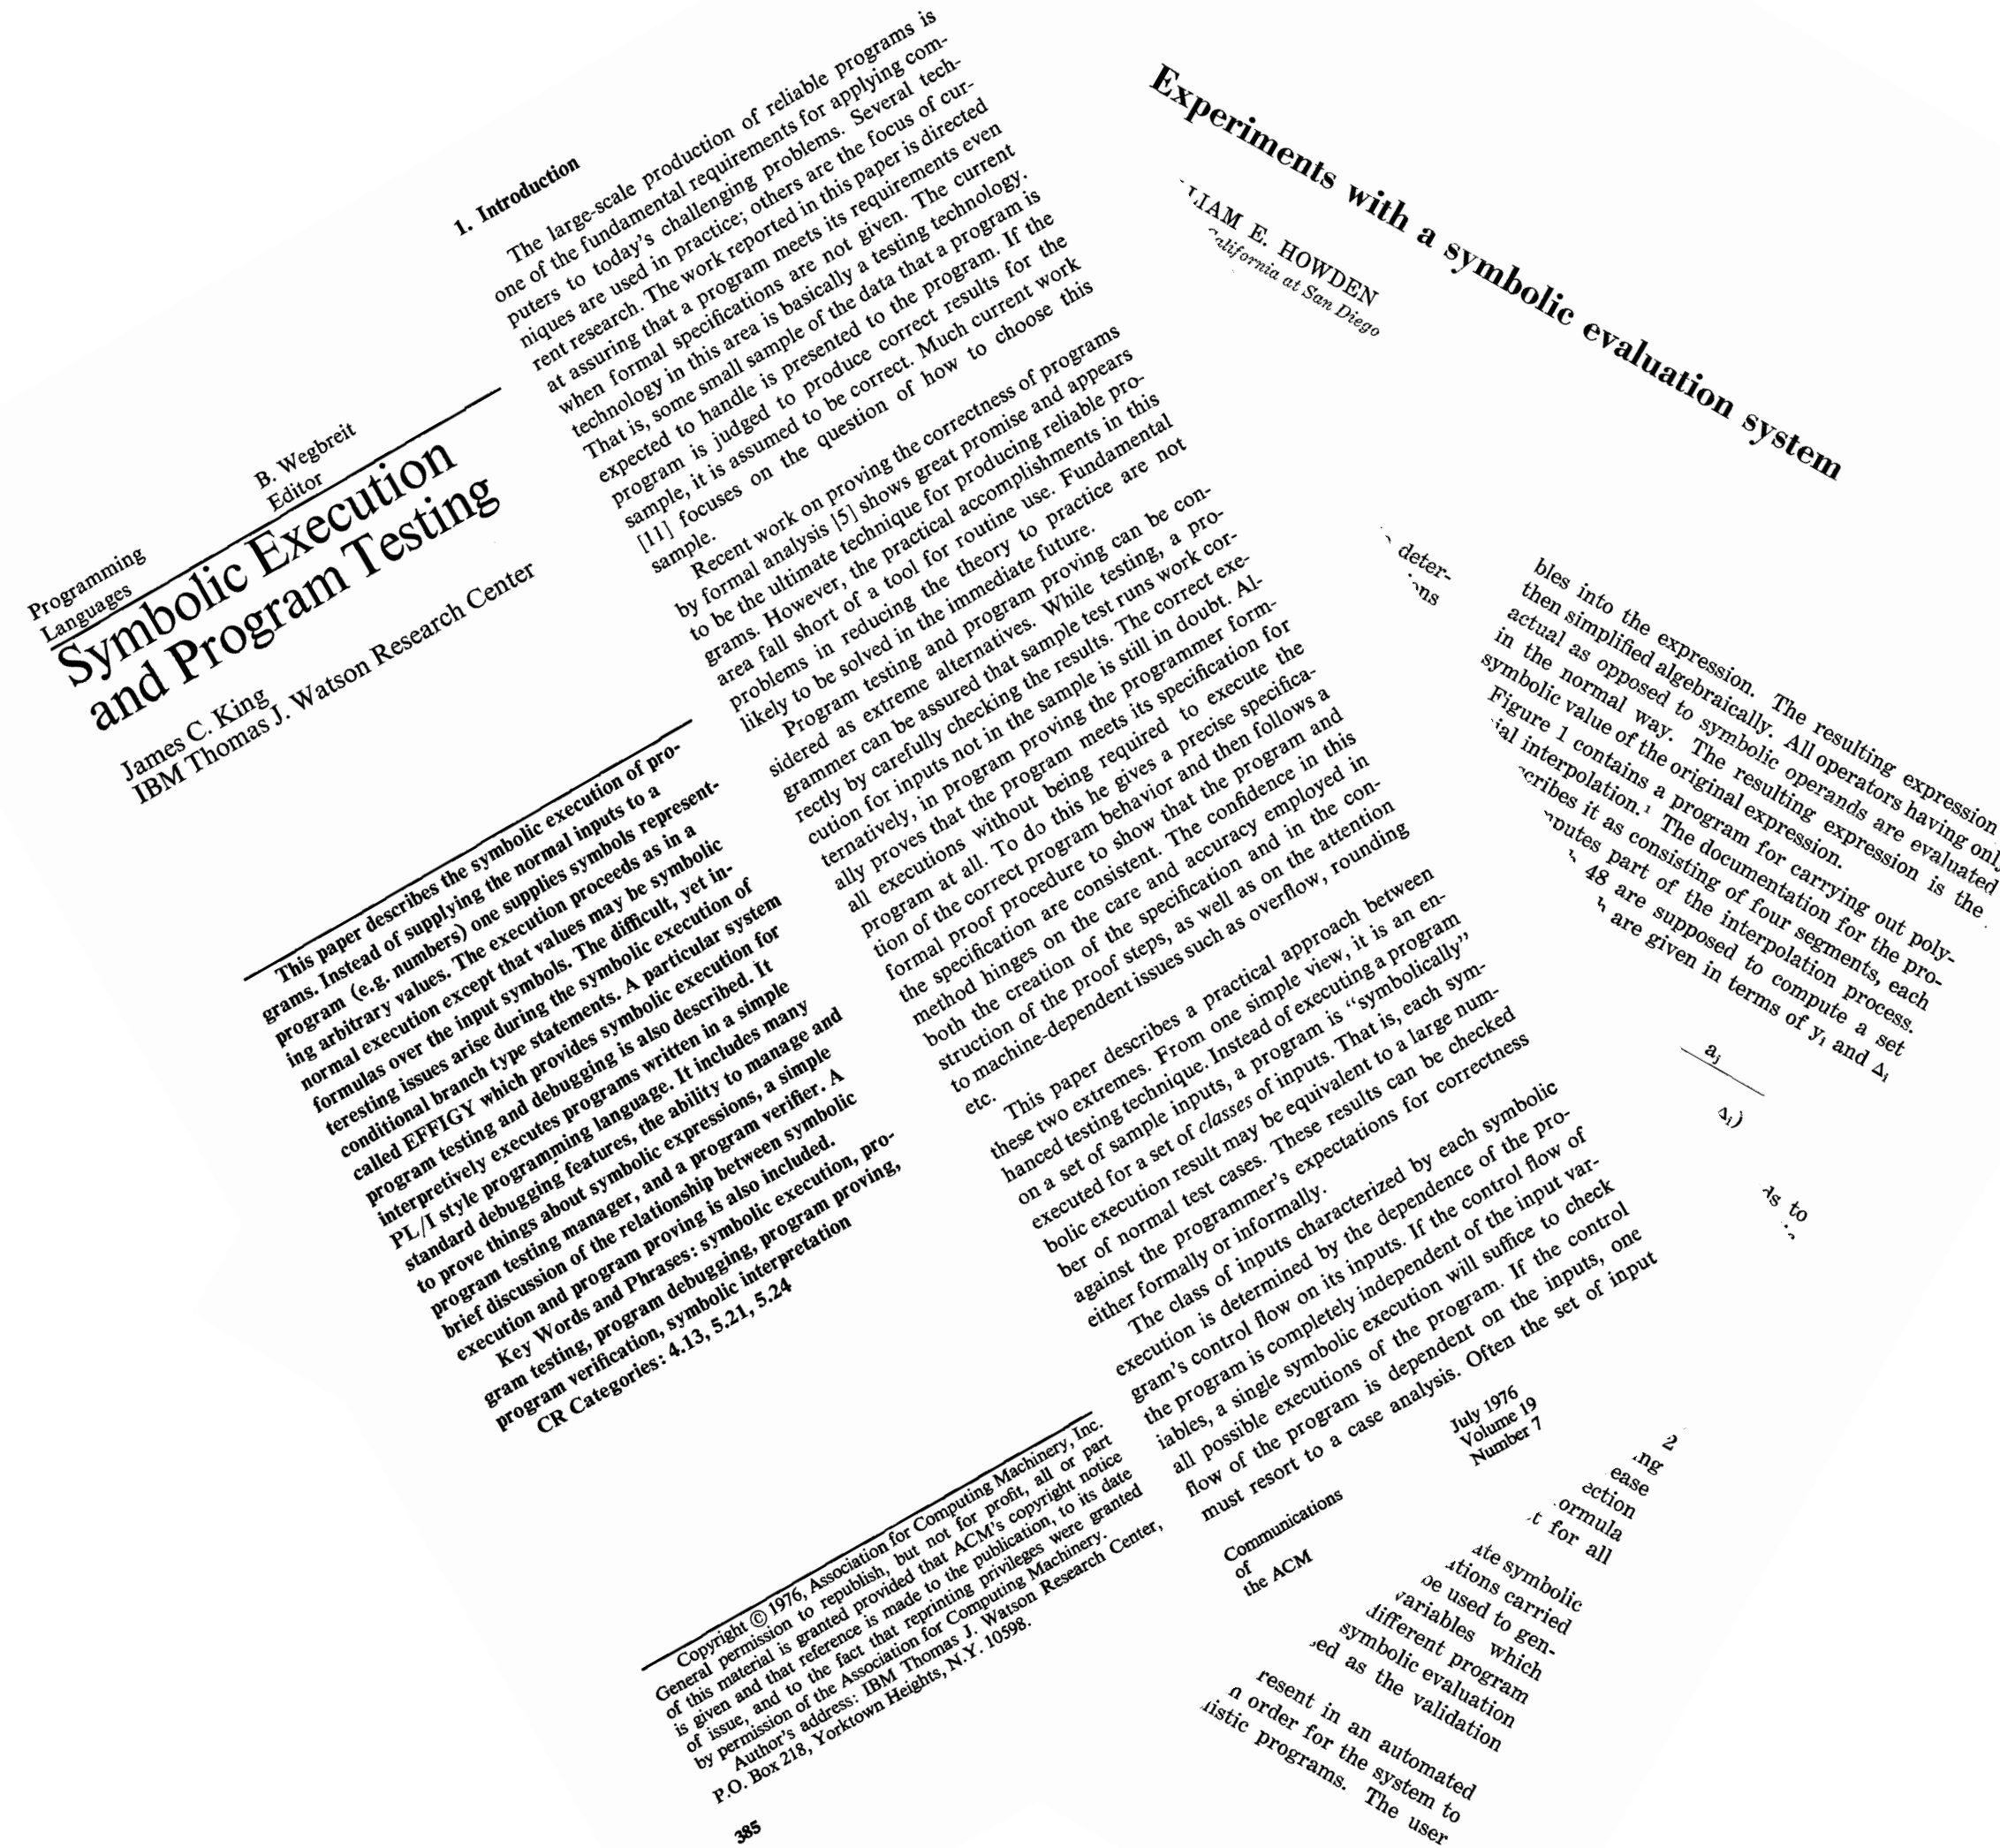 Programming
Languages
B. Wegbreit
Editor
Symbolic Execution
and Program Testing
James C. King
IBM Thomas J. Watson Research Center
This paper describes the symbolic execution of pro-
grams. Instead of supplying the normal inputs to a
program (e.g. numbers) one supplies symbols represent-
ing arbitrary values. The execution proceeds as in a
normal execution except that values may be symbolic
formulas over the input symbols. The difficult, yet in-
teresting issues arise during the symbolic execution of
conditional branch type statements. A particular system
called EFFIGY which provides symbolic execution for
program testing and debugging is also described. It
interpretively executes programs written in a simple
PL/I style programming language. It includes many
standard debugging features, the ability to manage and
to prove things about symbolic expressions, a simple
program testing manager, and a program verifier. A
brief discussion of the relationship between symbolic
execution and program proving is also included.
Key Words and Phrases: symbolic execution, pro-
gram testing, program debugging, program proving,
program verification, symbolic interpretation
CR Categories: 4.13, 5.21, 5.24
Copyright © 1976, Association for Computing Machinery, Inc.
General permission to republish, but not for profit, all or part
of this material is granted provided that ACM's copyright notice
is given and that reference is made to the publication, to its date
of issue, and to the fact that reprinting privileges were granted
by permission of the Association for Computing Machinery.
Author's address: IBM Thomas J. Watson Research Center,
P.O. Box 218, Yorktown Heights, N.Y. 10598.
385
1. Introduction
The large-scale production of reliable programs is
one of the fundamental requirements for applying com-
puters to today's challenging problems. Several tech-
niques are used in practice; others are the focus of cur-
rent research. The work reported in this paper is directed
at assuring that a program meets its requirements even
when formal specifications are not given. The current
technology in this area is basically a testing technology.
That is, some small sample of the data that a program is
expected to handle is presented to the program. If the
program is judged to produce correct results for the
sample, it is assumed to be correct. Much current work
[11] focuses on the question of how to choose this
sample.
Recent work on proving the correctness of programs
by formal analysis [5] shows great promise and appears
to be the ultimate technique for producing reliable pro-
grams. However, the practical accomplishments in this
area fall short of a tool for routine use. Fundamental
problems in reducing the theory to practice are not
likely to be solved in the immediate future.
Program testing and program proving can be con-
sidered as extreme alternatives. While testing, a pro-
grammer can be assured that sample test runs work cor-
rectly by carefully checking the results. The correct exe-
cution for inputs not in the sample is still in doubt. Al-
ternatively, in program proving the programmer form-
ally proves that the program meets its specification for
all executions without being required to execute the
program at all. To do this he gives a precise specifica-
tion of the correct program behavior and then follows a
formal proof procedure to show that the program and
the specification are consistent. The confidence in this
method hinges on the care and accuracy employed in
both the creation of the specification and in the con-
struction of the proof steps, as well as on the attention
to machine-dependent issues such as overflow, rounding
etc.
This paper describes a practical approach between
these two extremes. From one simple view, it is an en-
hanced testing technique. Instead of executing a program
on a set of sample inputs, a program is “symbolically”
executed for a set of classes of inputs. That is, each sym-
bolic execution result may be equivalent to a large num-
ber of normal test cases. These results can be checked
against the programmer's expectations for correctness
either formally or informally.
The class of inputs characterized by each symbolic
execution is determined by the dependence of the pro-
gram's control flow on its inputs. If the control flow of
the program is completely independent of the input var-
iables, a single symbolic execution will suffice to check
all possible executions of the program. If the control
flow of the program is dependent on the inputs, one
must resort to a case analysis. Often the set of input
Communications
of
the ACM
July 1976
Volume 19
Number 7
Experiments with a symbolic evaluation system
LIAM E. HOWDEN
California at San Diego
deter-
ons
bles into the expression. The resulting expression
then simplified algebraically. All operators having only
actual as opposed to symbolic operands are evaluated
in the normal way. The resulting expression is the
symbolic value of the original expression.
Figure 1 contains a program for carrying out poly-
ial interpolation.¹ The documentation for the pro-
cribes it as consisting of four segments, each
putes part of the interpolation process.
48 are supposed to compute a set
are given in terms of yᵢ and Δᵢ
aⱼ
Δᵢ)
ds to
2
ng
ease
ection
ormula
t for all
ate symbolic
ations carried
be used to gen-
variables which
different program
symbolic evaluation
ed as the validation
resent in an automated
n order for the system to
istic programs. The user